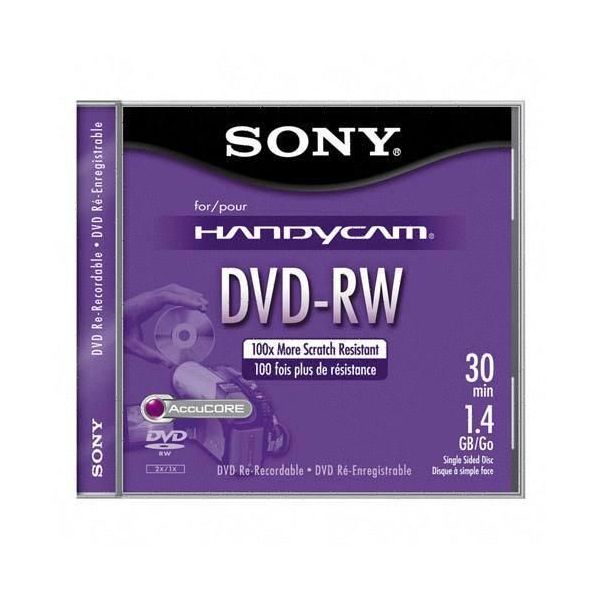 SONY®
for/pour
HANDYCAM®
DVD-RW
100x More Scratch Resistant
100 fois plus de résistance
30
min
1.4
GB/Go
Single Sided Disc
Disque à simple face
AccuCORE
DVD
RW
2X/1X
DVD Re-Recordable • DVD Ré-Enregistrable
SONY
DVD Re-Recordable • DVD Ré-Enregistrable